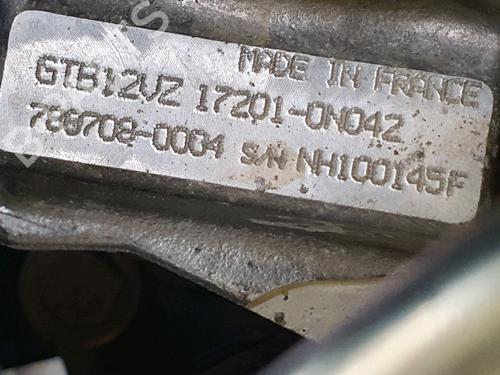 MADE IN FRANCE
GTB12VZ 17201-0N042
780708-0004 S/N NH100145F